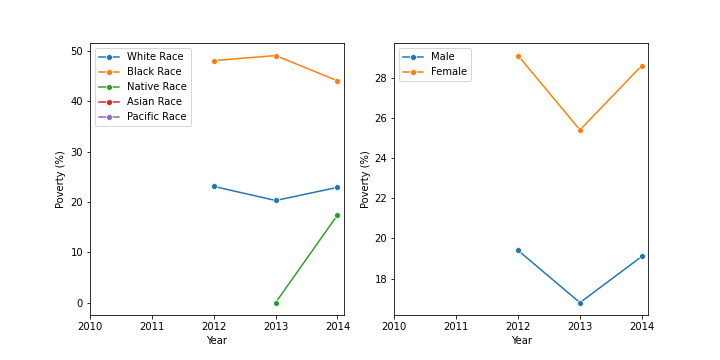 White Race
Black Race
Native Race
Asian Race
Pacific Race
50
40
30
20
10
0
Poverty (%)
2010 2011 2012 2013 2014
Year
Male
Female
28
26
24
22
20
18
Poverty (%)
2010 2011 2012 2013 2014
Year